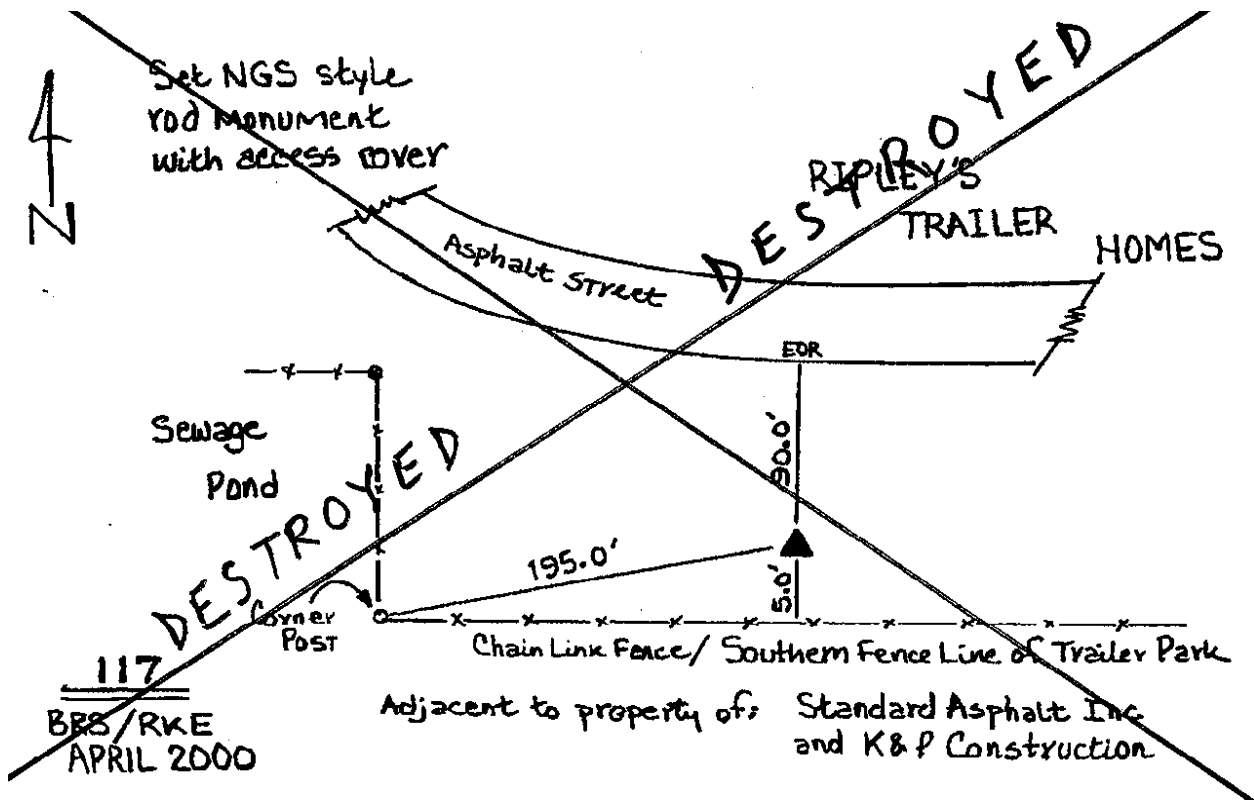 Set NGS style
rod Monument
with access cover
N
DESTROYED
RIPLEY'S
TRAILER
HOMES
Asphalt Street
EOR
Sewage
Pond
90.0'
DESTROYED
195.0'
5.0'
Corner
POST
Chain Link Fence/ Southern Fence Line of Trailer Park
117
BBS/RKE
APRIL 2000
Adjacent to property of: Standard Asphalt Inc.
and K&P Construction